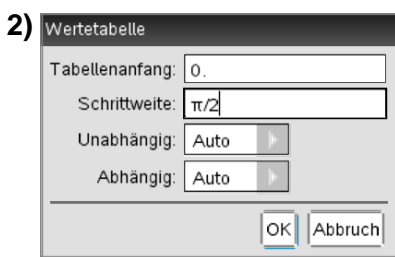 2)
Wertetabelle
Tabellenanfang: 0.
Schrittweite: π/2
Unabhängig: Auto
Abhängig: Auto
OK Abbruch